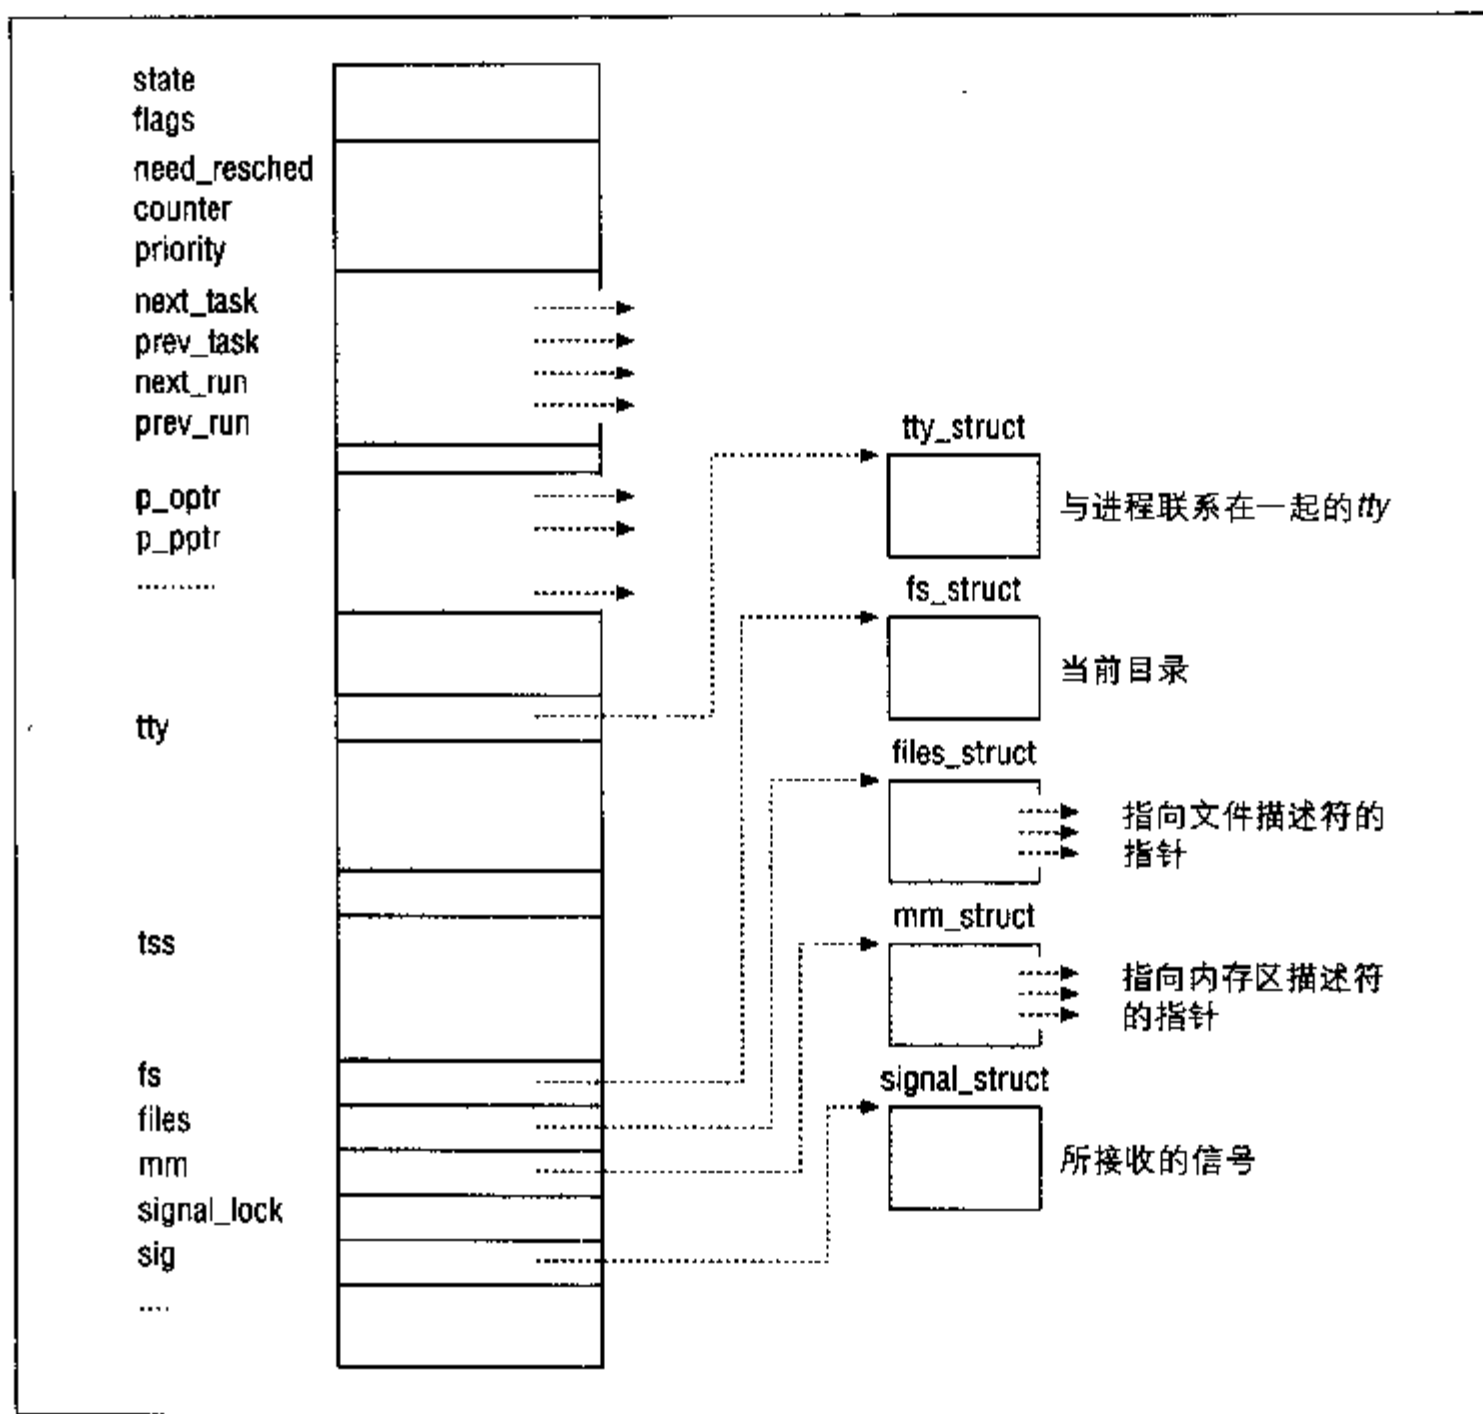 state
flags
need_resched
counter
priority
next_task
prev_task
next_run
prev_run
p_optr
p_pptr
..........
tty
tss
fs
files
mm
signal_lock
sig
....
tty_struct
与进程联系在一起的tty
fs_struct
当前目录
files_struct
指向文件描述符的
指针
mm_struct
指向内存区描述符
的指针
signal_struct
所接收的信号